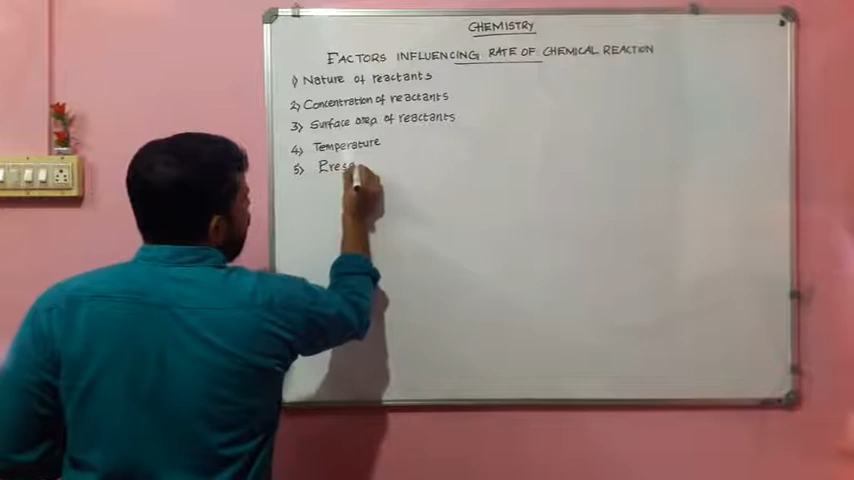 CHEMISTRY
FACTORS INFLUENCING RATE OF CHEMICAL REACTION
1) Nature of reactants
2) Concentration of reactants
3) Surface area of reactants
4) Temperature
5) Prese